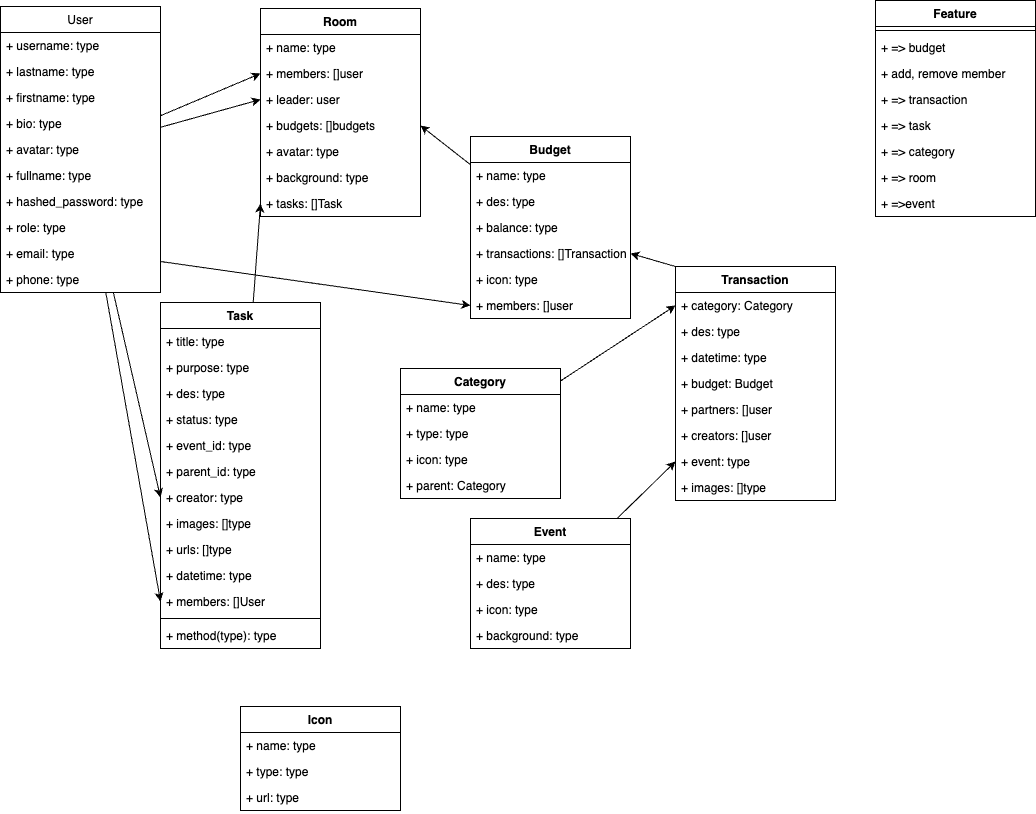 User
+ username: type
+ lastname: type
+ firstname: type
+ bio: type
+ avatar: type
+ fullname: type
+ hashed_password: type
+ role: type
+ email: type
+ phone: type
Room
+ name: type
+ members: []user
+ leader: user
+ budgets: []budgets
+ avatar: type
+ background: type
+ tasks: []Task
Budget
+ name: type
+ des: type
+ balance: type
+ transactions: []Transaction
+ icon: type
+ members: []user
Feature
+ => budget
+ add, remove member
+ => transaction
+ => task
+ => category
+ => room
+ =>event
Transaction
+ category: Category
+ des: type
+ datetime: type
+ budget: Budget
+ partners: []user
+ creators: []user
+ event: type
+ images: []type
Task
+ title: type
+ purpose: type
+ des: type
+ status: type
+ event_id: type
+ parent_id: type
+ creator: type
+ images: []type
+ urls: []type
+ datetime: type
+ members: []User
+ method(type): type
Category
+ name: type
+ type: type
+ icon: type
+ parent: Category
Event
+ name: type
+ des: type
+ icon: type
+ background: type
Icon
+ name: type
+ type: type
+ url: type